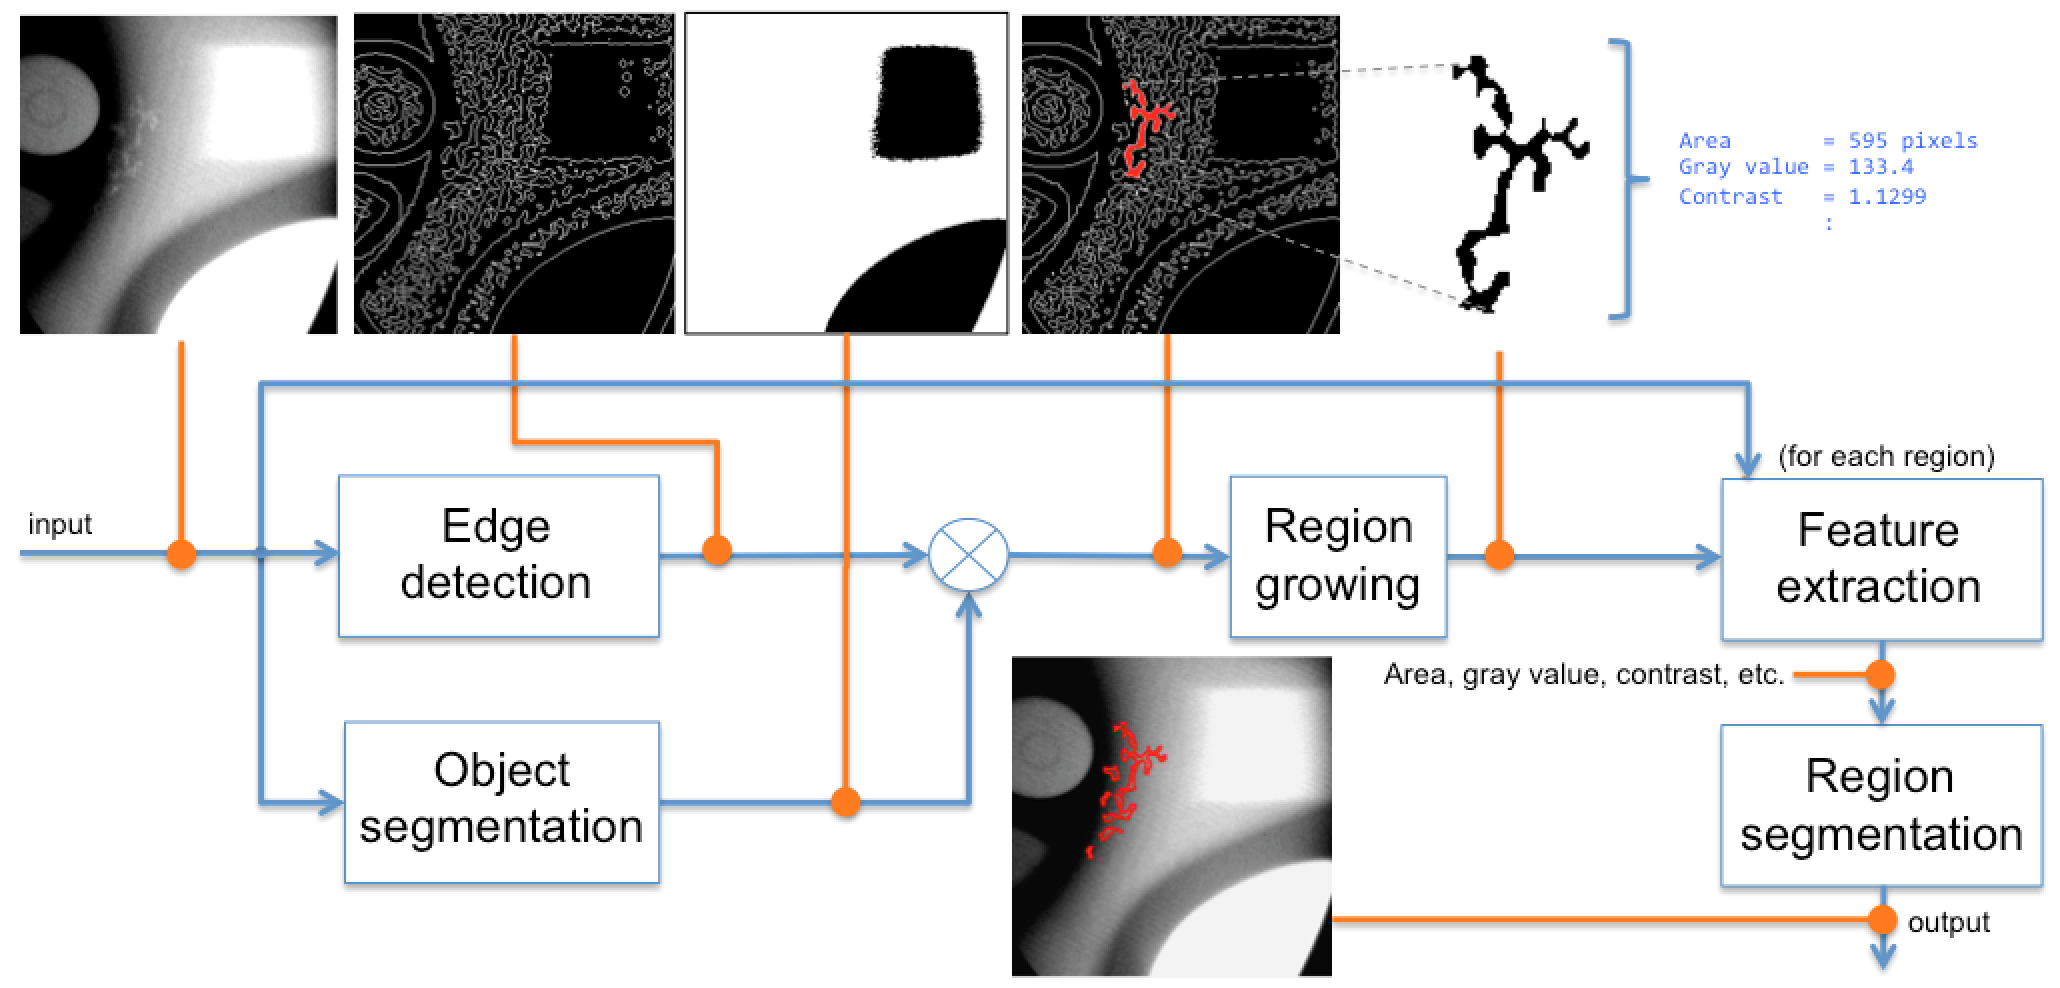 Area = 595 pixels
Gray value = 133.4
Contrast = 1.1299
:
(for each region)
input
Edge
detection
Region
growing
Feature
extraction
Area, gray value, contrast, etc.
Object
segmentation
Region
segmentation
output